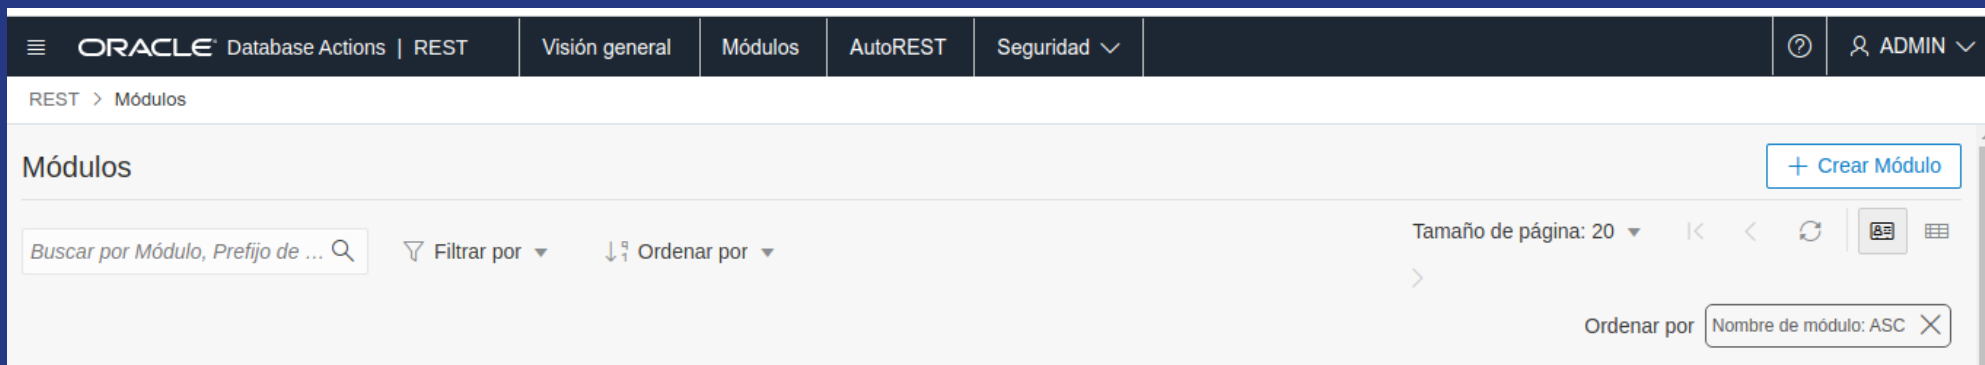 ORACLE Database Actions | REST Visión general Módulos AutoREST Seguridad ADMIN
REST > Módulos
Módulos
+ Crear Módulo
Buscar por Módulo, Prefijo de ... Filtrar por Ordenar por Tamaño de página: 20
Ordenar por Nombre de módulo: ASC